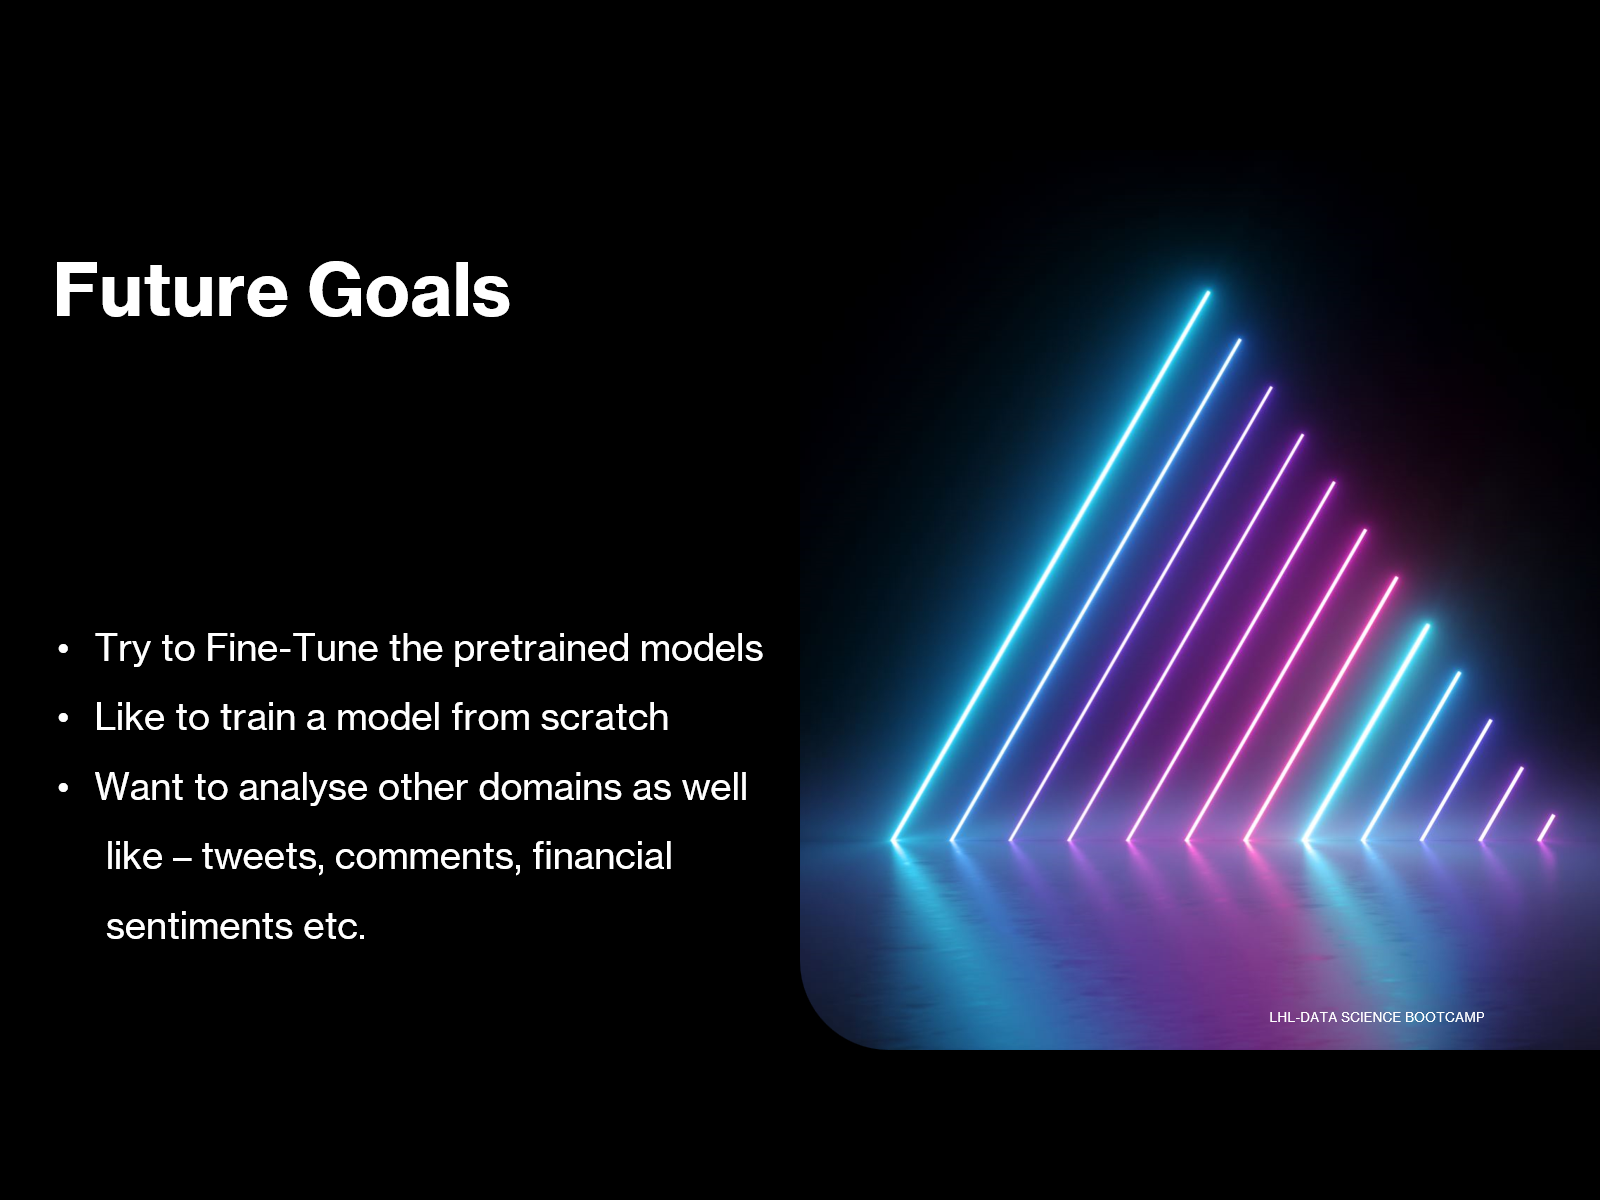 Future Goals
• Try to Fine-Tune the pretrained models
• Like to train a model from scratch
• Want to analyse other domains as well
like – tweets, comments, financial
sentiments etc.
LHL-DATA SCIENCE BOOTCAMP